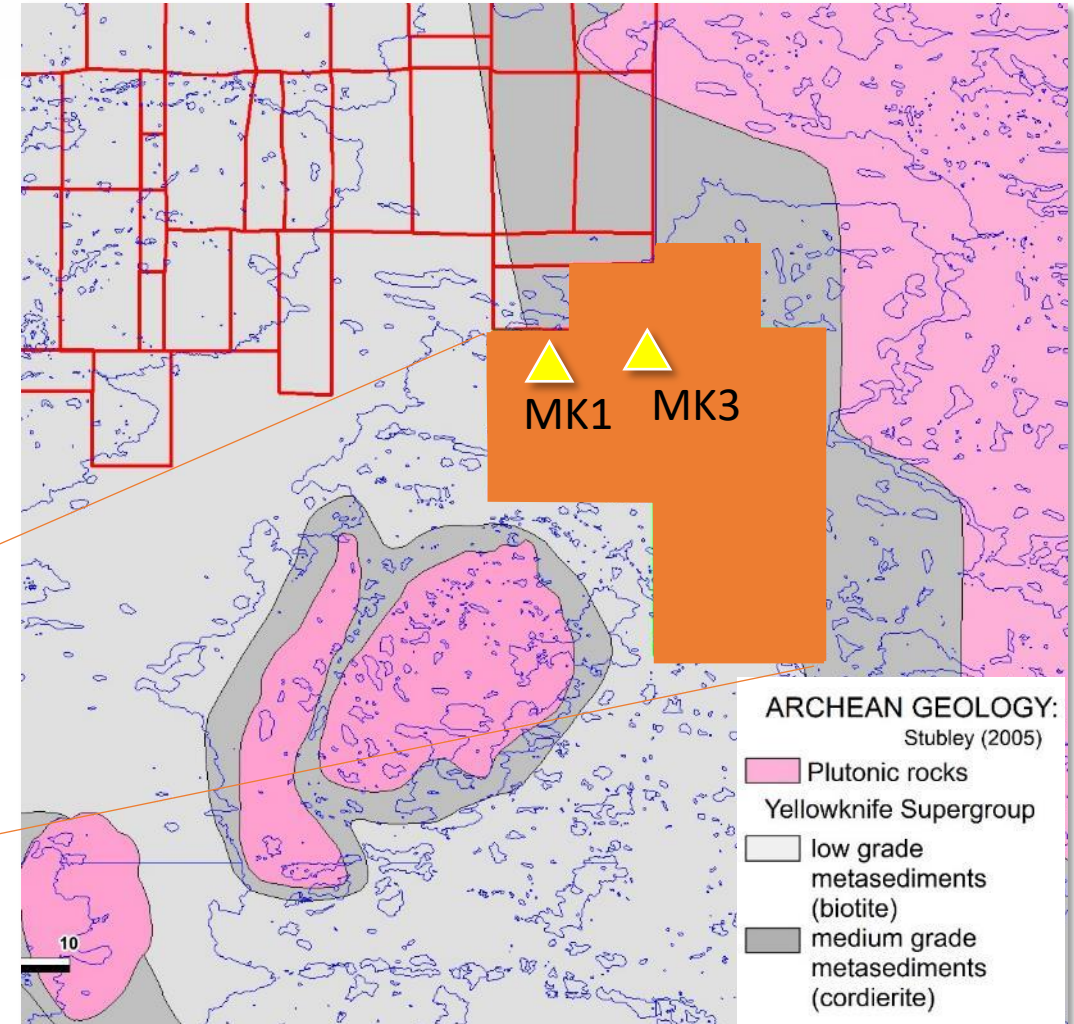 MK1
MK3
ARCHEAN GEOLOGY:
Stubley (2005)
Plutonic rocks
Yellowknife Supergroup
low grade
metasediments
(biotite)
medium grade
metasediments
(cordierite)
10